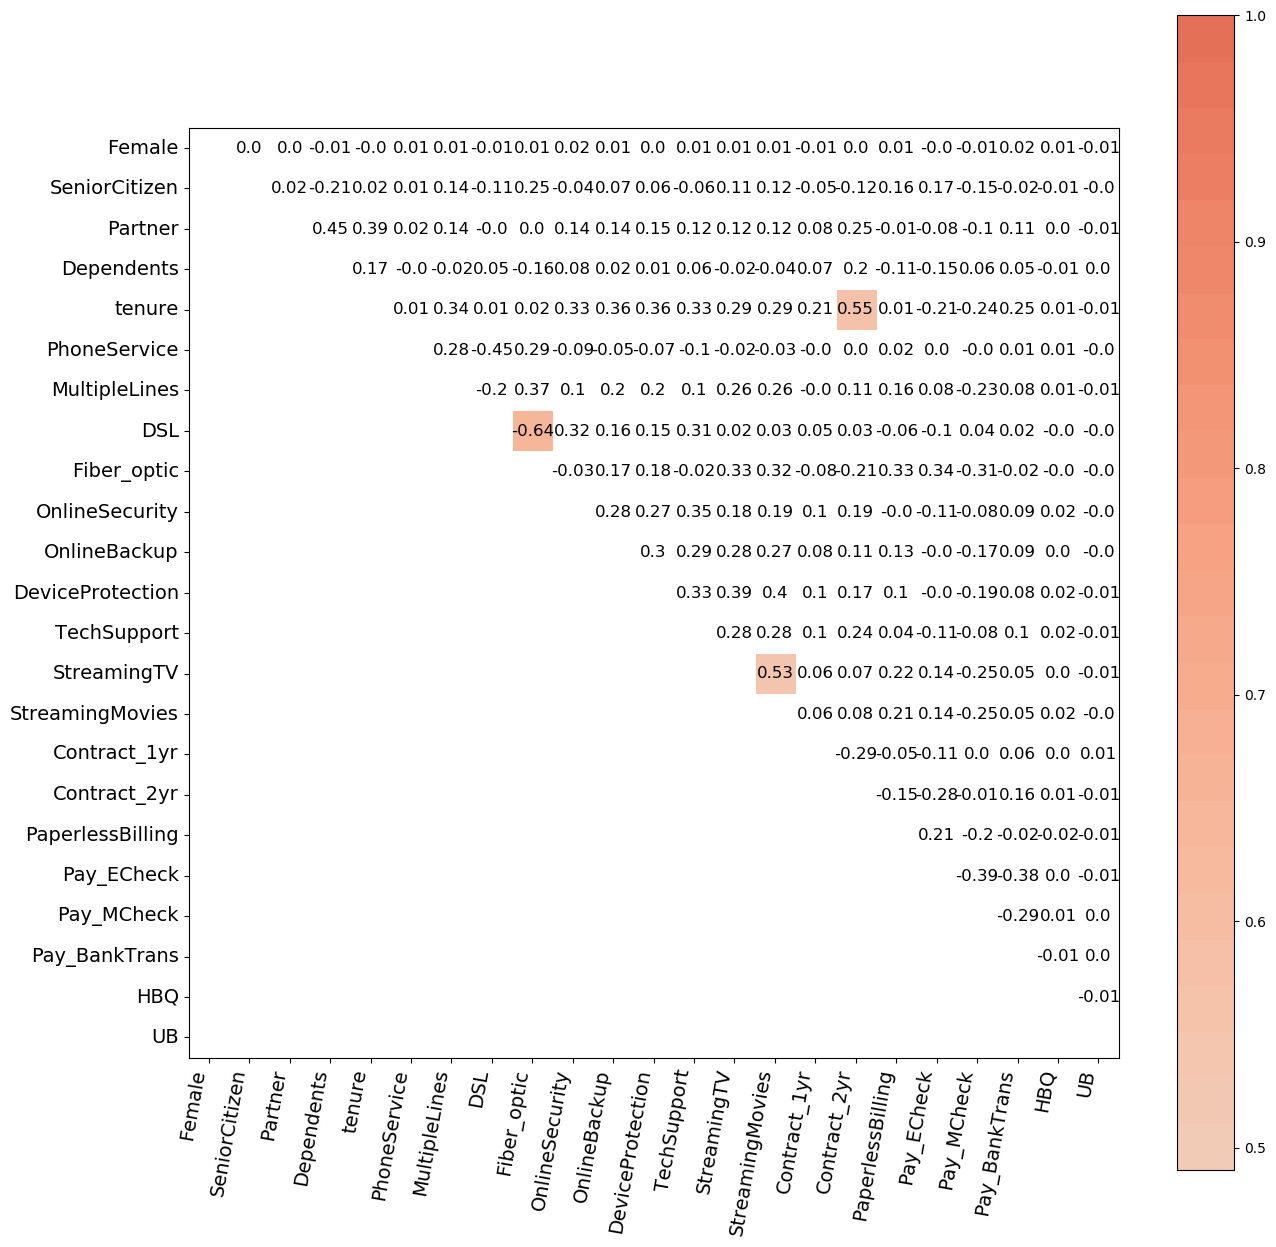 1.0
Female 0.0 0.0 -0.01 -0.0 0.01 0.01 -0.01 0.01 0.02 0.01 0.0 0.01 0.01 0.01 -0.01 0.0 0.01 -0.0 -0.01 0.02 0.01 -0.01
SeniorCitizen 0.02 -0.21 0.02 0.01 0.14 -0.11 0.25 -0.04 0.07 0.06 -0.06 0.11 0.12 -0.05 -0.12 0.16 0.17 -0.15 -0.02 -0.01 -0.0
Partner 0.45 0.39 0.02 0.14 -0.0 0.0 0.14 0.14 0.15 0.12 0.12 0.12 0.08 0.25 -0.01 -0.08 -0.1 0.11 0.0 -0.01
0.9
Dependents 0.17 -0.0 -0.02 0.05 -0.16 0.08 0.02 0.01 0.06 -0.02 -0.04 0.07 0.2 -0.11 -0.15 0.06 0.05 -0.01 0.0
tenure 0.01 0.34 0.01 0.02 0.33 0.36 0.36 0.33 0.29 0.29 0.21 0.55 0.01 -0.21 -0.24 0.25 0.01 -0.01
PhoneService 0.28 -0.45 0.29 -0.09 -0.05 -0.07 -0.1 -0.02 -0.03 -0.0 0.0 0.02 0.0 -0.0 0.01 0.01 -0.0
MultipleLines -0.2 0.37 0.1 0.2 0.2 0.1 0.26 0.26 -0.0 0.11 0.16 0.08 -0.23 0.08 0.01 -0.01
DSL -0.64 0.32 0.16 0.15 0.31 0.02 0.03 0.05 0.03 -0.06 -0.1 0.04 0.02 -0.0 -0.0
0.8
Fiber_optic -0.03 0.17 0.18 -0.02 0.33 0.32 -0.08 -0.21 0.33 0.34 -0.31 -0.02 -0.0 -0.0
OnlineSecurity 0.28 0.27 0.35 0.18 0.19 0.1 0.19 -0.0 -0.11 -0.08 0.09 0.02 -0.0
OnlineBackup 0.3 0.29 0.28 0.27 0.08 0.11 0.13 -0.0 -0.17 0.09 0.0 -0.0
DeviceProtection 0.33 0.39 0.4 0.1 0.17 0.1 -0.0 -0.19 0.08 0.02 -0.01
TechSupport 0.28 0.28 0.1 0.24 0.04 -0.11 -0.08 0.1 0.02 -0.01
StreamingTV 0.53 0.06 0.07 0.22 0.14 -0.25 0.05 0.0 -0.01
0.7
StreamingMovies 0.06 0.08 0.21 0.14 -0.25 0.05 0.02 -0.0
Contract_1yr -0.29 -0.05 -0.11 0.0 0.06 0.0 0.01
Contract_2yr -0.15 -0.28 -0.01 0.16 0.01 -0.01
PaperlessBilling 0.21 -0.2 -0.02 -0.02 -0.01
Pay_ECheck -0.39 -0.38 0.0 -0.01
Pay_MCheck -0.29 0.01 0.0
0.6
Pay_BankTrans -0.01 0.0
HBQ -0.01
UB
Female
SeniorCitizen
Partner
Dependents
tenure
PhoneService
MultipleLines
DSL
Fiber_optic
OnlineSecurity
OnlineBackup
DeviceProtection
TechSupport
StreamingTV
StreamingMovies
Contract_1yr
Contract_2yr
PaperlessBilling
Pay_ECheck
Pay_MCheck
Pay_BankTrans
HBQ
UB
0.5